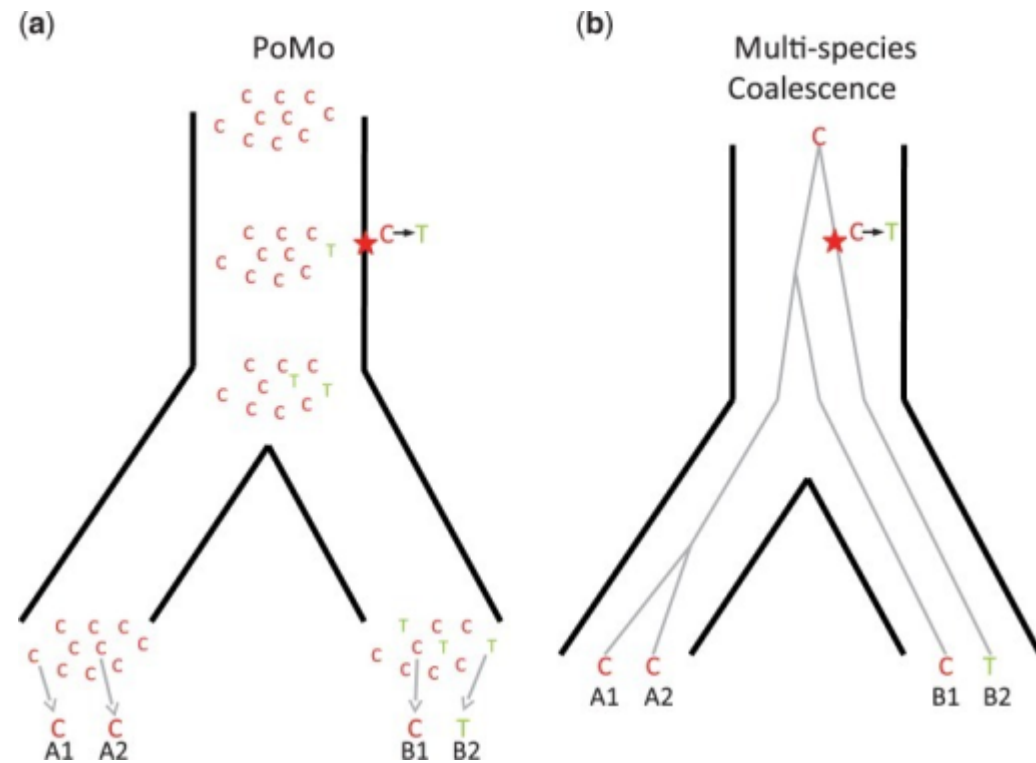 (a)
PoMo
C C C
C C C C
C C C
C→T
C C C
C C C T
C C C
C C C
C C T T
C C C
C C C
C C C C
C C C
T C C
C C T T
C C C
C C C T
A1 A2 B1 B2
(b)
Multi-species
Coalescence
C
C→T
C C C T
A1 A2 B1 B2